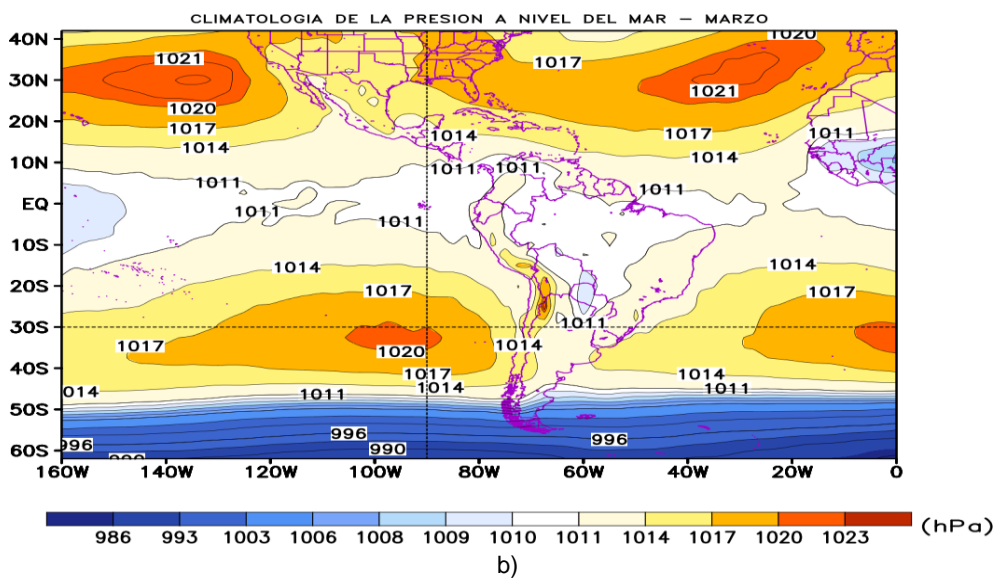 CLIMATOLOGIA DE LA PRESION A NIVEL DEL MAR – MARZO
40N
1020
1021
1017
30N
1021
1020
20N
1017
1014
1017
1011
1014
1014
10N
1011
1011
1011
1011
EQ
1011
1011
10S
1014
1014
20S
1017
1017
1011
30S
1017
1020
1014
40S
1017
1014
1014
1014
1011
1011
50S
996
996
996
990
60S
160W 140W 120W 100W 80W 60W 40W 20W 0
986 993 1003 1006 1008 1009 1010 1011 1014 1017 1020 1023 (hPa)
b)